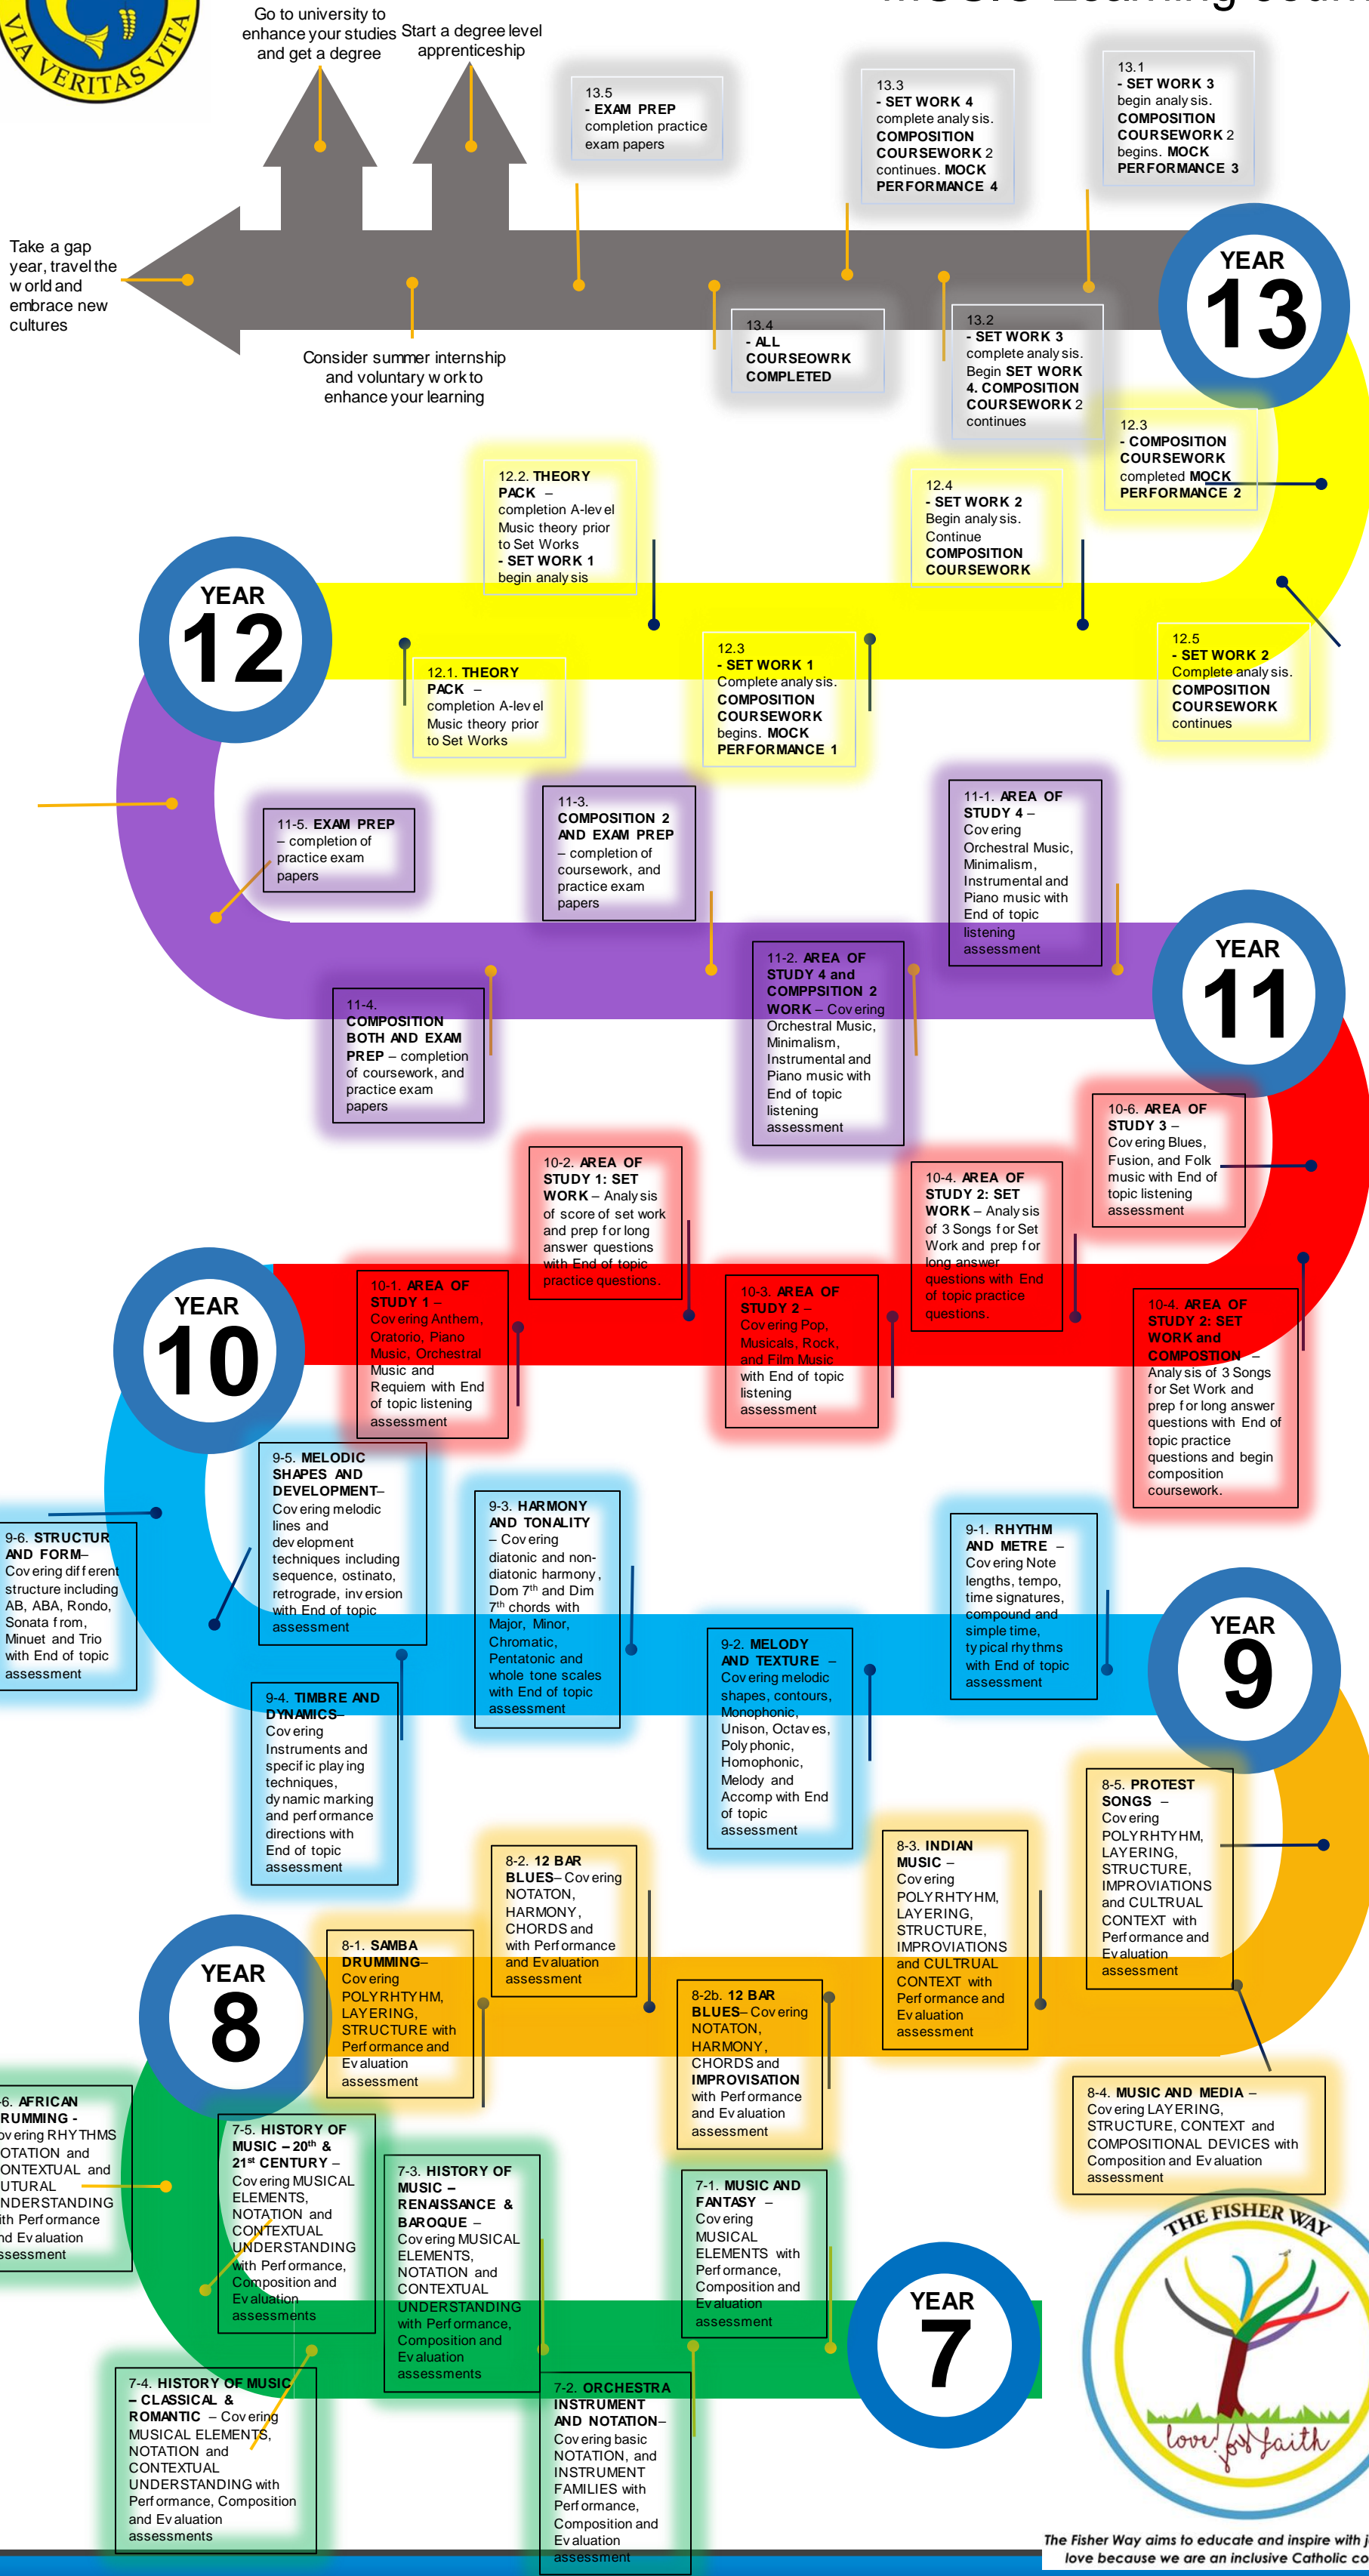 VIA VERITAS VITA
Go to university to
enhance your studies
and get a degree
Start a degree level
apprenticeship
13.5
- EXAM PREP
completion practice
exam papers
13.3
- SET WORK 4
complete analysis.
COMPOSITION
COURSEWORK 2
continues. MOCK
PERFORMANCE 4
13.1
- SET WORK 3
begin analysis.
COMPOSITION
COURSEWORK 2
begins. MOCK
PERFORMANCE 3
Take a gap
year, travel the
world and
embrace new
cultures
YEAR
13
Consider summer internship
and voluntary work to
enhance your learning
13.4
- ALL
COURSEOWRK
COMPLETED
13.2
- SET WORK 3
complete analysis.
Begin SET WORK
4. COMPOSITION
COURSEWORK 2
continues
12.3
- COMPOSITION
COURSEWORK
completed MOCK
PERFORMANCE 2
12.2. THEORY
PACK –
completion A-level
Music theory prior
to Set Works
- SET WORK 1
begin analysis
12.4
- SET WORK 2
Begin analysis.
Continue
COMPOSITION
COURSEWORK
YEAR
12
12.1. THEORY
PACK –
completion A-level
Music theory prior
to Set Works
12.3
- SET WORK 1
Complete analysis.
COMPOSITION
COURSEWORK
begins. MOCK
PERFORMANCE 1
12.5
- SET WORK 2
Complete analysis.
COMPOSITION
COURSEWORK
continues
11-5. EXAM PREP
– completion of
practice exam
papers
11-3.
COMPOSITION 2
AND EXAM PREP
– completion of
coursework, and
practice exam
papers
11-1. AREA OF
STUDY 4 –
Covering
Orchestral Music,
Minimalism,
Instrumental and
Piano music with
End of topic
listening
assessment
YEAR
11
11-4.
COMPOSITION
BOTH AND EXAM
PREP – completion
of coursework, and
practice exam
papers
11-2. AREA OF
STUDY 4 and
COMPPSITION 2
WORK – Covering
Orchestral Music,
Minimalism,
Instrumental and
Piano music with
End of topic
listening
assessment
10-6. AREA OF
STUDY 3 –
Covering Blues,
Fusion, and Folk
music with End of
topic listening
assessment
10-2. AREA OF
STUDY 1: SET
WORK – Analysis
of score of set work
and prep for long
answer questions
with End of topic
practice questions.
10-4. AREA OF
STUDY 2: SET
WORK – Analysis
of 3 Songs for Set
Work and prep for
long answer
questions with End
of topic practice
questions.
YEAR
10
10-1. AREA OF
STUDY 1 –
Covering Anthem,
Oratorio, Piano
Music, Orchestral
Music and
Requiem with End
of topic listening
assessment
10-3. AREA OF
STUDY 2 –
Covering Pop,
Musicals, Rock,
and Film Music
with End of topic
listening
assessment
10-4. AREA OF
STUDY 2: SET
WORK and
COMPOSTION –
Analysis of 3 Songs
for Set Work and
prep for long answer
questions with End of
topic practice
questions and begin
composition
coursework.
9-5. MELODIC
SHAPES AND
DEVELOPMENT–
Covering melodic
lines and
development
techniques including
sequence, ostinato,
retrograde, inversion
with End of topic
assessment
9-3. HARMONY
AND TONALITY
– Covering
diatonic and non-
diatonic harmony,
Dom 7th and Dim
7th chords with
Major, Minor,
Chromatic,
Pentatonic and
whole tone scales
with End of topic
assessment
9-1. RHYTHM
AND METRE –
Covering Note
lengths, tempo,
time signatures,
compound and
simple time,
typical rhythms
with End of topic
assessment
9-6. STRUCTUR
AND FORM–
Covering different
structure including
AB, ABA, Rondo,
Sonata from,
Minuet and Trio
with End of topic
assessment
YEAR
9
9-4. TIMBRE AND
DYNAMICS–
Covering
Instruments and
specific playing
techniques,
dynamic marking
and performance
directions with
End of topic
assessment
9-2. MELODY
AND TEXTURE –
Covering melodic
shapes, contours,
Monophonic,
Unison, Octaves,
Polyphonic,
Homophonic,
Melody and
Accomp with End
of topic
assessment
8-5. PROTEST
SONGS –
Covering
POLYRHTYHM,
LAYERING,
STRUCTURE,
IMPROVIATIONS
and CULTRUAL
CONTEXT with
Performance and
Evaluation
assessment
8-2. 12 BAR
BLUES– Covering
NOTATON,
HARMONY,
CHORDS and
with Performance
and Evaluation
assessment
8-3. INDIAN
MUSIC –
Covering
POLYRHTYHM,
LAYERING,
STRUCTURE,
IMPROVIATIONS
and CULTRUAL
CONTEXT with
Performance and
Evaluation
assessment
YEAR
8
8-1. SAMBA
DRUMMING–
Covering
POLYRHTYHM,
LAYERING,
STRUCTURE with
Performance and
Evaluation
assessment
8-2b. 12 BAR
BLUES– Covering
NOTATON,
HARMONY,
CHORDS and
IMPROVISATION
with Performance
and Evaluation
assessment
8-4. MUSIC AND MEDIA –
Covering LAYERING,
STRUCTURE, CONTEXT and
COMPOSITIONAL DEVICES with
Composition and Evaluation
assessment
-6. AFRICAN
RUMMING -
overing RHYTHMS
OTATION and
ONTEXTUAL and
UTURAL
NDERSTANDING
ith Performance
nd Evaluation
ssessment
7-5. HISTORY OF
MUSIC – 20th &
21st CENTURY –
Covering MUSICAL
ELEMENTS,
NOTATION and
CONTEXTUAL
UNDERSTANDING
with Performance,
Composition and
Evaluation
assessments
7-3. HISTORY OF
MUSIC –
RENAISSANCE &
BAROQUE –
Covering MUSICAL
ELEMENTS,
NOTATION and
CONTEXTUAL
UNDERSTANDING
with Performance,
Composition and
Evaluation
assessments
7-1. MUSIC AND
FANTASY –
Covering
MUSICAL
ELEMENTS with
Performance,
Composition and
Evaluation
assessment
YEAR
7
7-4. HISTORY OF MUSIC
– CLASSICAL &
ROMANTIC – Covering
MUSICAL ELEMENTS,
NOTATION and
CONTEXTUAL
UNDERSTANDING with
Performance, Composition
and Evaluation
assessments
7-2. ORCHESTRA
INSTRUMENT
AND NOTATION–
Covering basic
NOTATION, and
INSTRUMENT
FAMILIES with
Performance,
Composition and
Evaluation
assessment
THE FISHER WAY
love for faith
The Fisher Way aims to educate and inspire with j
love because we are an inclusive Catholic co